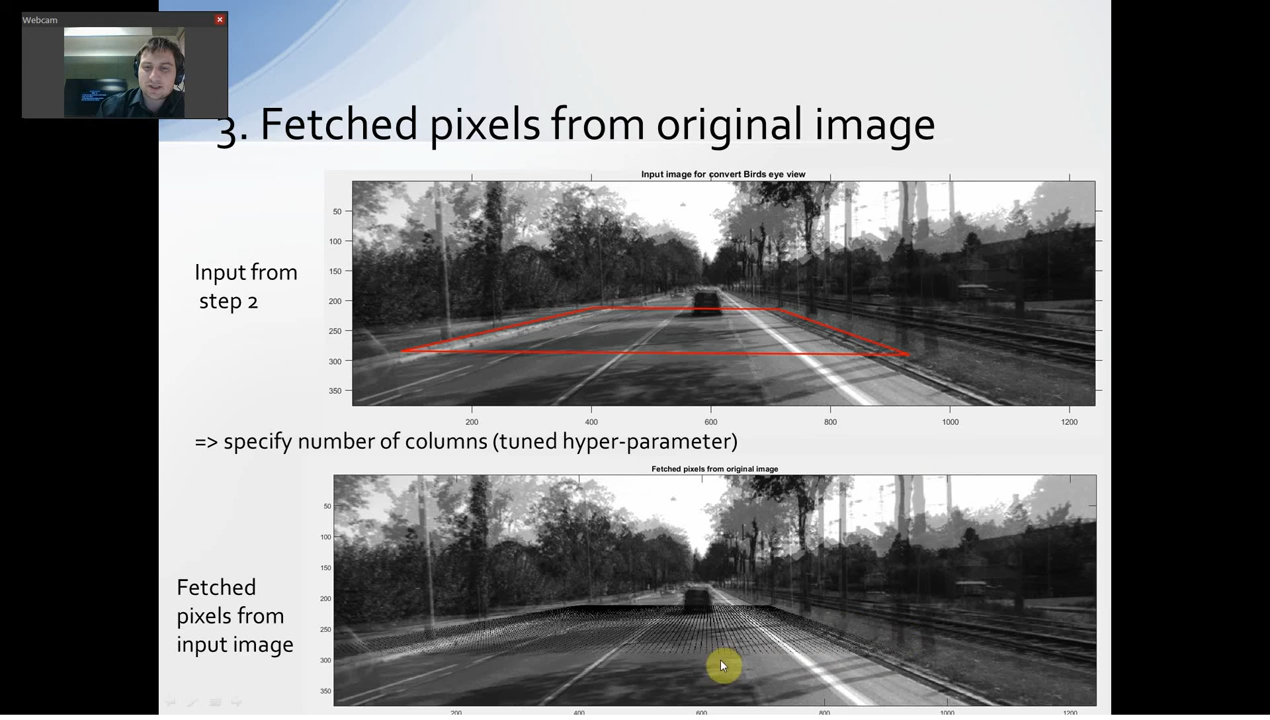 Webcam
3. Fetched pixels from original image
Input image for convert Birds eye view
50
100
150
200
250
300
350
200
400
600
800
1000
1200
Input from
step 2
=> specify number of columns (tuned hyper-parameter)
Fetched pixels from original image
50
100
150
200
250
300
350
200
400
600
800
1000
1200
Fetched
pixels from
input image